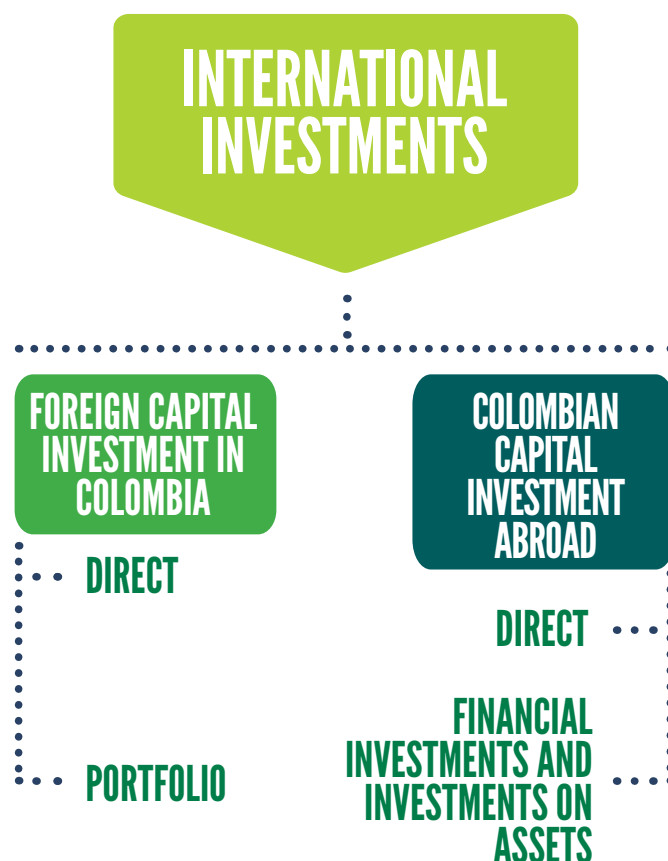 INTERNATIONAL
INVESTMENTS
FOREIGN CAPITAL
INVESTMENT IN
COLOMBIA
DIRECT
PORTFOLIO
COLOMBIAN
CAPITAL
INVESTMENT
ABROAD
DIRECT
FINANCIAL
INVESTMENTS AND
INVESTMENTS ON
ASSETS